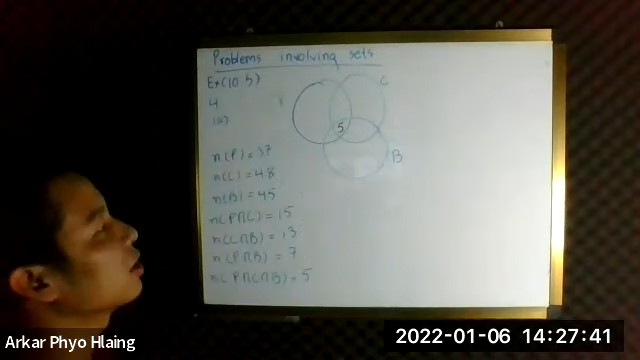 Problems involving sets
Ex(10.5)
4
(a)
n(P) = 37
n(C) = 48
n(B) = 45
n(P∩C) = 15
n(C∩B) = 13
n(P∩B) = 7
n(P∩C∩B) = 5
C
5
B
Arkar Phyo Hlaing
2022-01-06 14:27:41